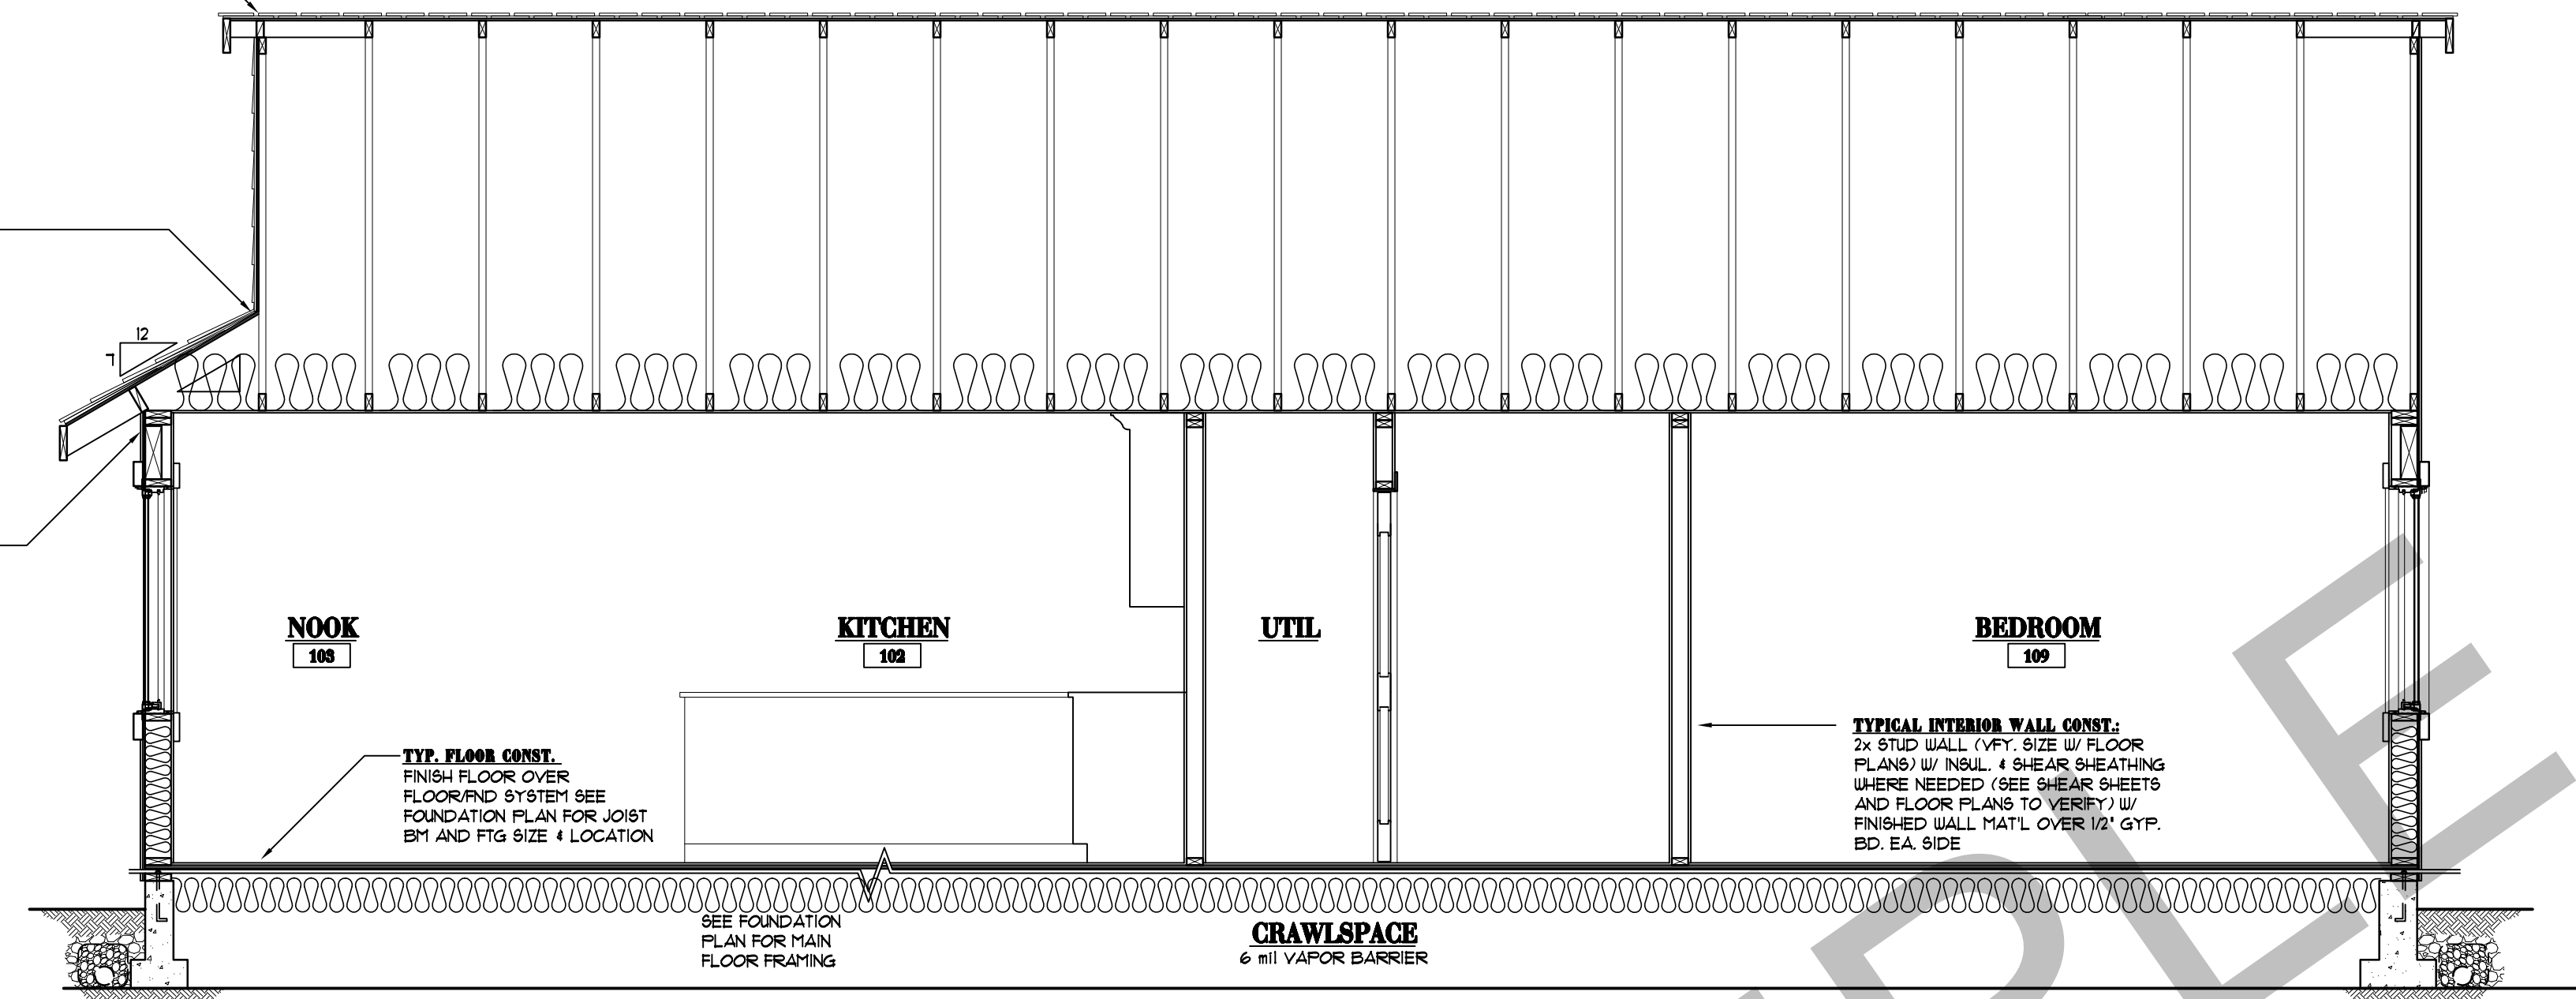 12
7
NOOK
103
KITCHEN
102
UTIL
BEDROOM
109
TYP. FLOOR CONST.
FINISH FLOOR OVER
FLOOR/FND SYSTEM SEE
FOUNDATION PLAN FOR JOIST
BM AND FTG SIZE & LOCATION
TYPICAL INTERIOR WALL CONST.:
2x STUD WALL (VFY. SIZE W/ FLOOR
PLANS) W/ INSUL. & SHEAR SHEATHING
WHERE NEEDED (SEE SHEAR SHEETS
AND FLOOR PLANS TO VERIFY) W/
FINISHED WALL MAT'L OVER 1/2" GYP.
BD. EA. SIDE
SEE FOUNDATION
PLAN FOR MAIN
FLOOR FRAMING
CRAWLSPACE
6 mil VAPOR BARRIER
PLE